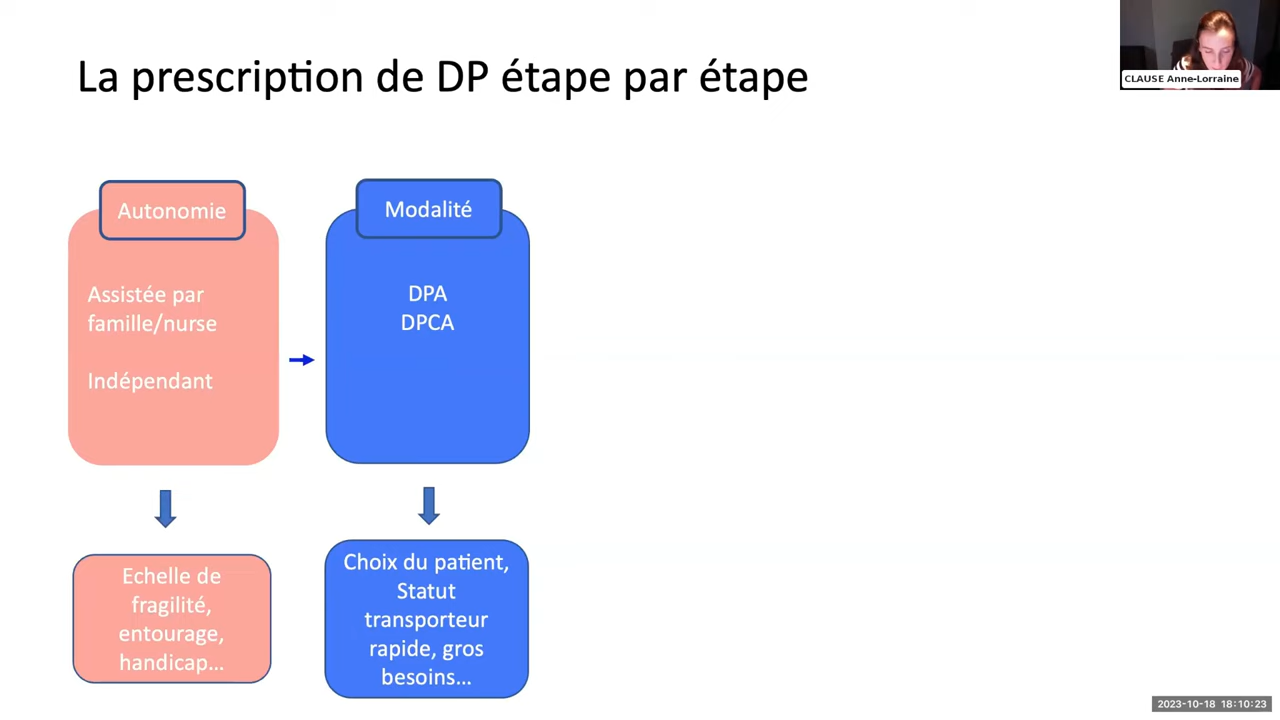 La prescription de DP étape par étape
CLAUSE Anne-Lorraine
Autonomie
Assistée par
famille/nurse
Indépendant
Echelle de
fragilité,
entourage,
handicap...
Modalité
DPA
DPCA
Choix du patient,
Statut
transporteur
rapide, gros
besoins...
2023-10-18 18:10:23